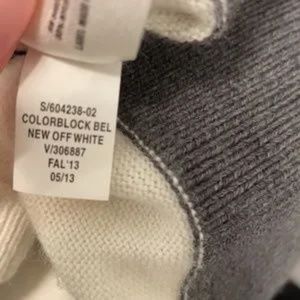 S/604238-02
COLORBLOCK BEL
NEW OFF WHITE
V/306887
FAL'13
05/13